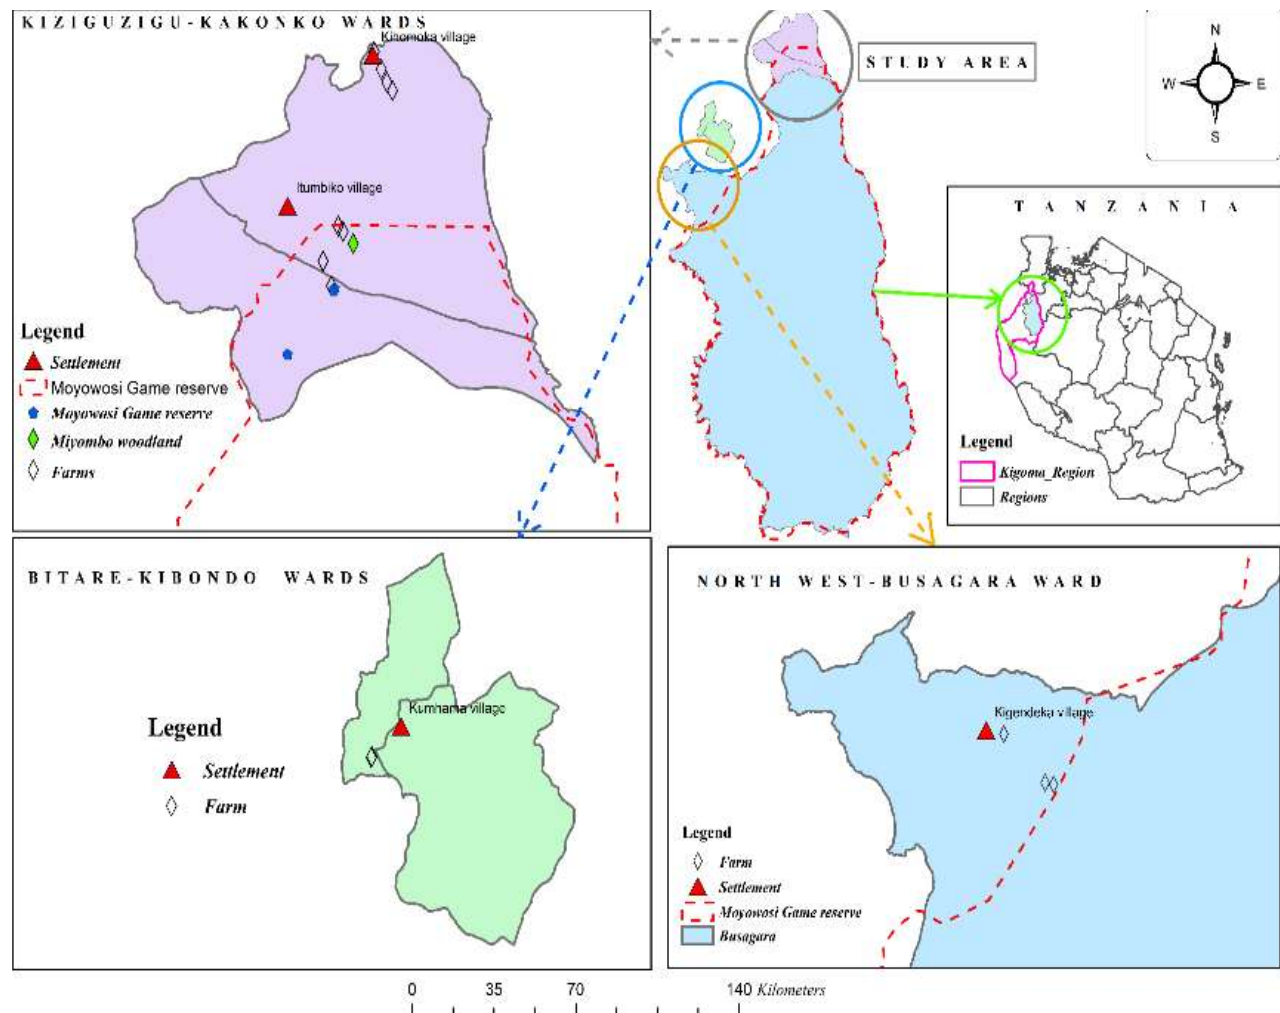 KIZIGUZIGU-KAKONKO WARDS
Kihomoka village
Itumbiko village
Legend
Settlement
Moyowosi Game reserve
Moyowosi Game reserve
Miyombo woodland
Farms
STUDY AREA
N
W E
S
TANZANIA
Legend
Kigoma_Region
Regions
BITARE-KIBONDO WARDS
Kumhama village
Legend
Settlement
Farm
NORTH WEST-BUSAGARA WARD
Kigendeka village
Legend
Farm
Settlement
Moyowosi Game reserve
Busagara
0 35 70 140 Kilometers